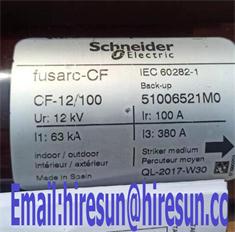 Schneider
Electric
fusarc-CF
IEC 60282-1
Back-up
CF-12/100
51006521M0
Ur: 12 kV
Ir: 100 A
I1: 63 kA
I3: 380 A
Indoor / outdoor
Intérieur / extérieur
Striker medium
Percuteur moyen
Made in Spain
QL-2017-W30
Email:hiresun@hiresun.co